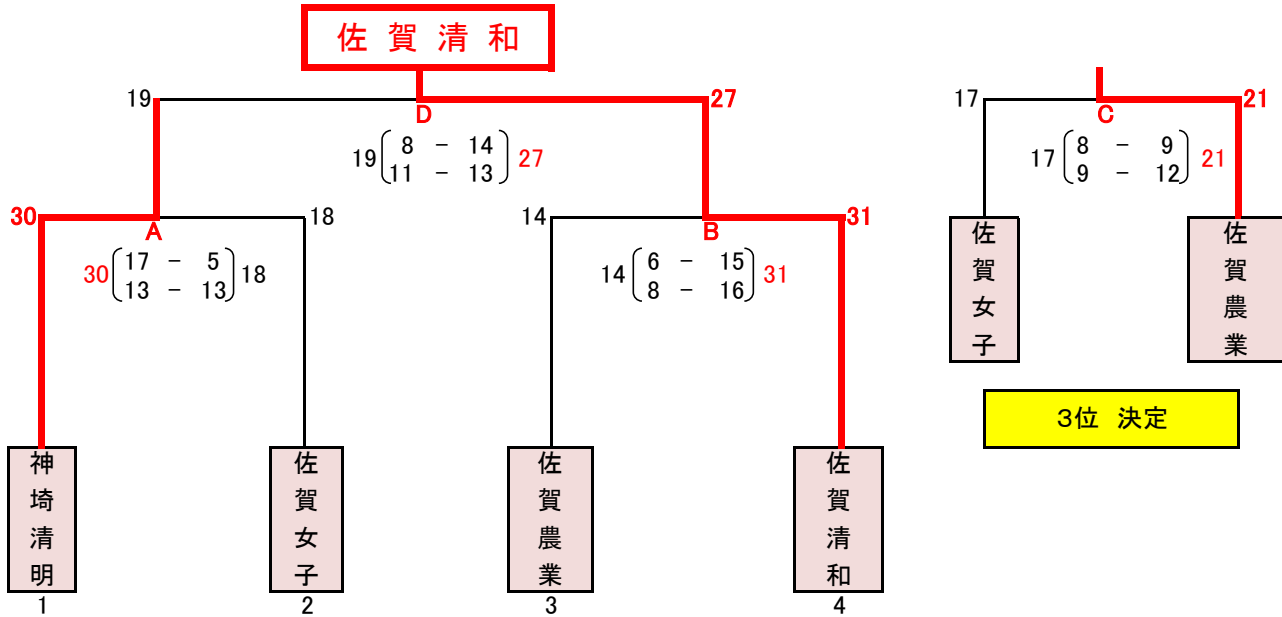 佐賀清和
19
27
D
19 8 - 14 27
11 - 13
30
18
A
30 17 - 5 18
13 - 13
14
31
B
14 6 - 15 31
8 - 16
神埼清明
1
佐賀女子
2
佐賀農業
3
佐賀清和
4
17
21
C
17 8 - 9 21
9 - 12
佐賀女子
佐賀農業
3位 決定